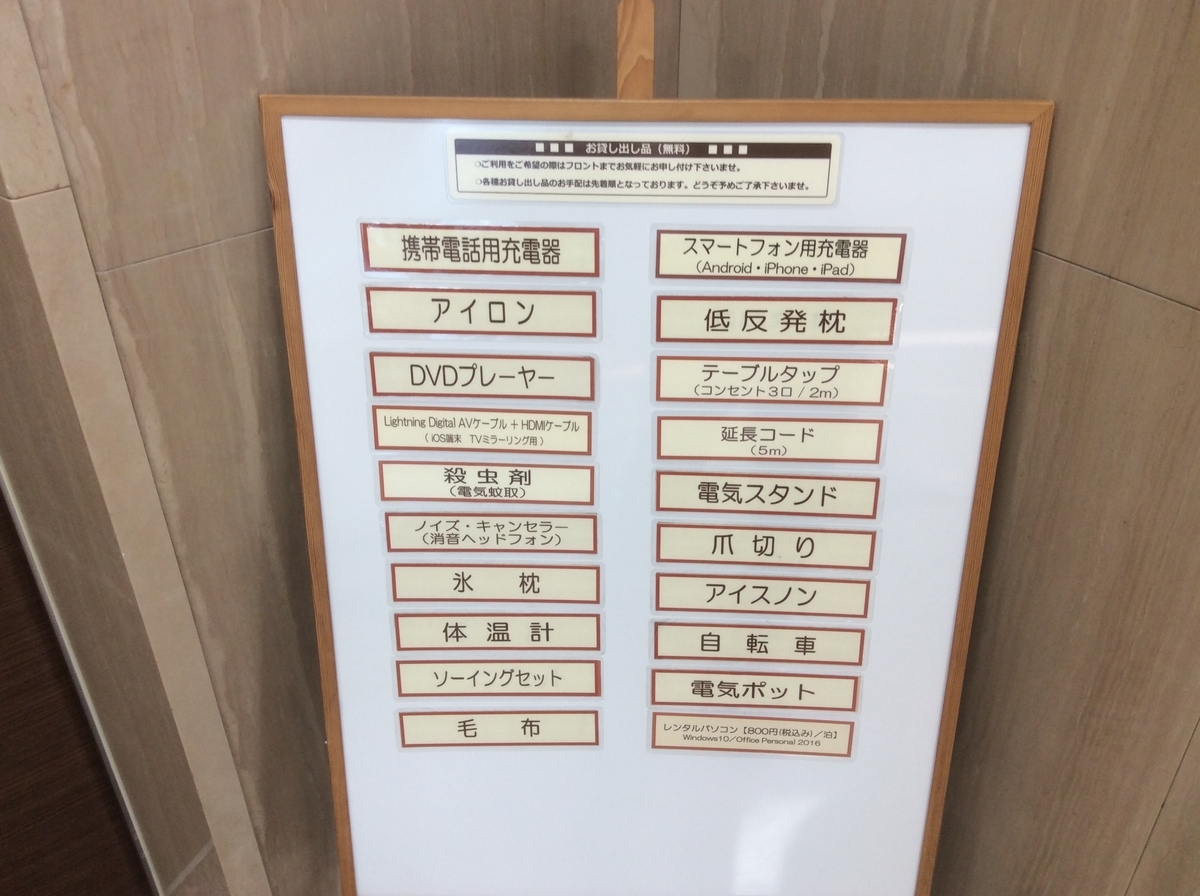 ■ ■ ■ お貸し出し品（無料） ■ ■ ■
○ご利用をご希望の際はフロントまでお気軽にお申し付け下さいませ。
○各種お貸し出し品のお手配は先着順となっております。どうぞ予めご了承下さいませ。
携帯電話用充電器
アイロン
DVDプレーヤー
Lightning Digital AVケーブル + HDMIケーブル
（iOS端末 TVミラーリング用）
殺虫剤
（電気蚊取）
ノイズ・キャンセラー
（消音ヘッドフォン）
氷枕
体温計
ソーイングセット
毛布
スマートフォン用充電器
（Android・iPhone・iPad）
低反発枕
テーブルタップ
（コンセント3口 / 2m）
延長コード
（5m）
電気スタンド
爪切り
アイスノン
自転車
電気ポット
レンタルパソコン【800円(税込み)／泊】
Windows10／Office Personal 2016